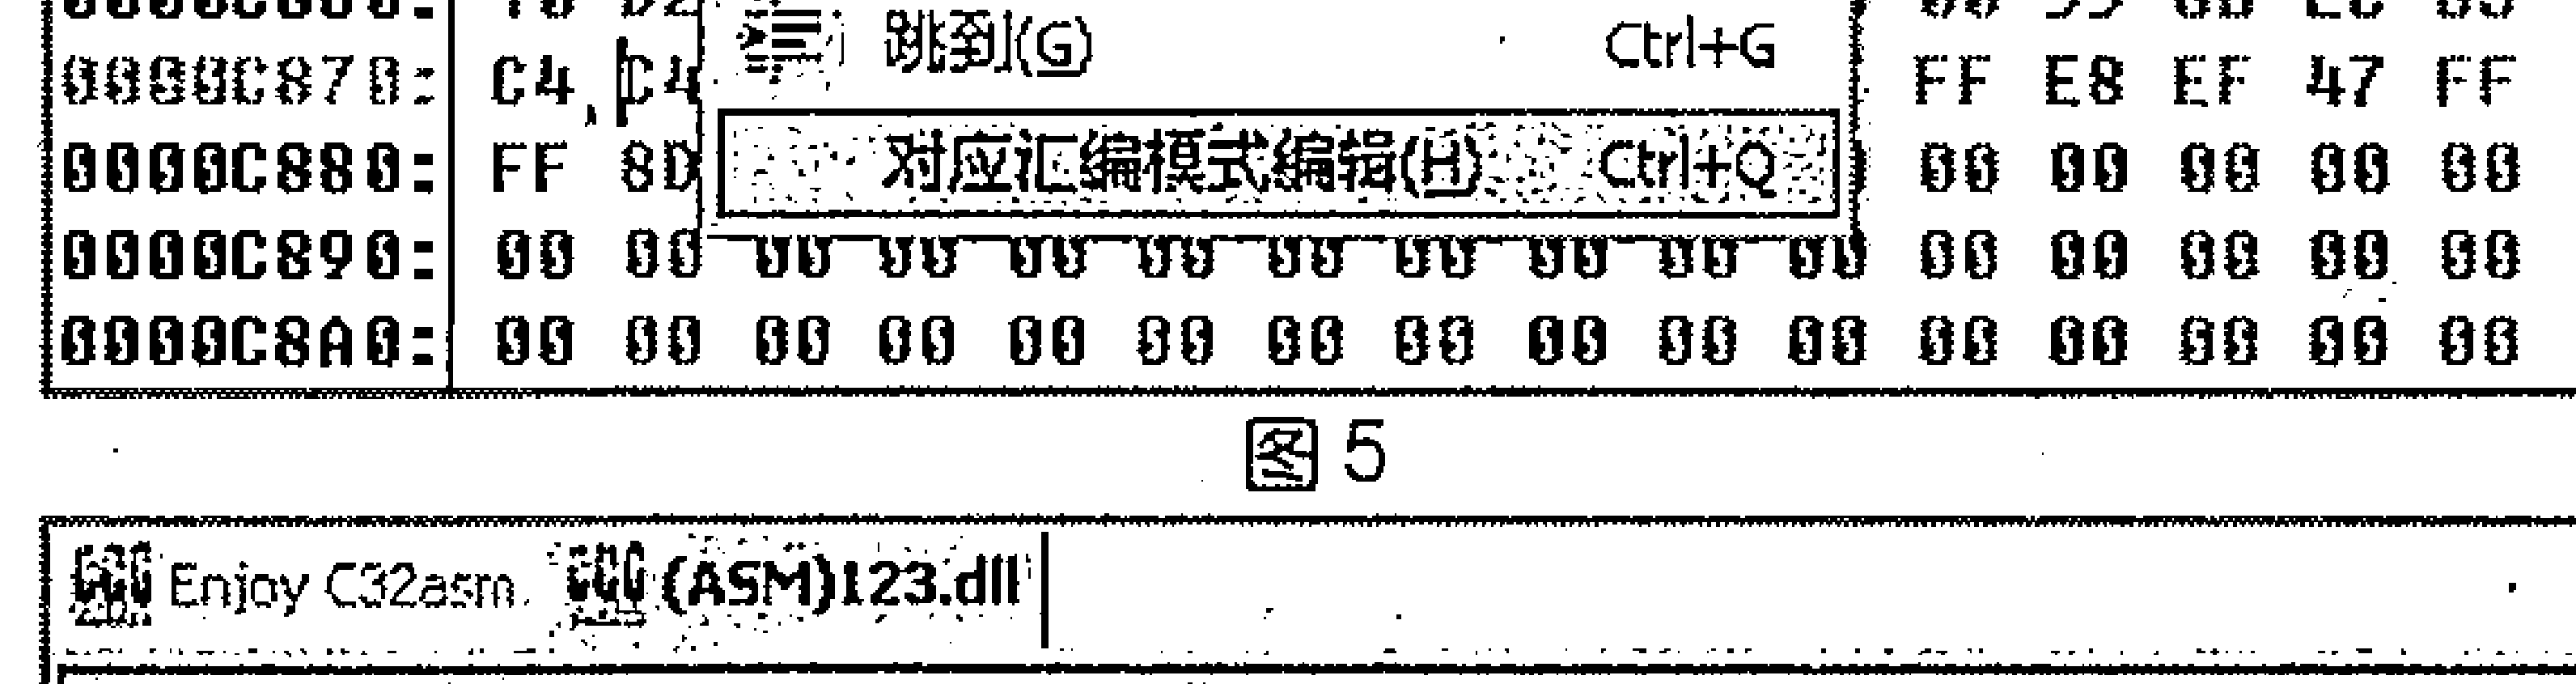 跳到(G) Ctrl+G
0000C870: C4 C4 FF E8 EF 47 FF
对应汇编模式编辑(H) Ctrl+Q
0000C880: FF 8D 00 00 00 00 00
0000C890: 00 00 00 00 00 00 00 00 00 00 00 00 00 00 00 00
0000C8A0: 00 00 00 00 00 00 00 00 00 00 00 00 00 00 00 00
图 5
Enjoy C32asm. (ASM)123.dll